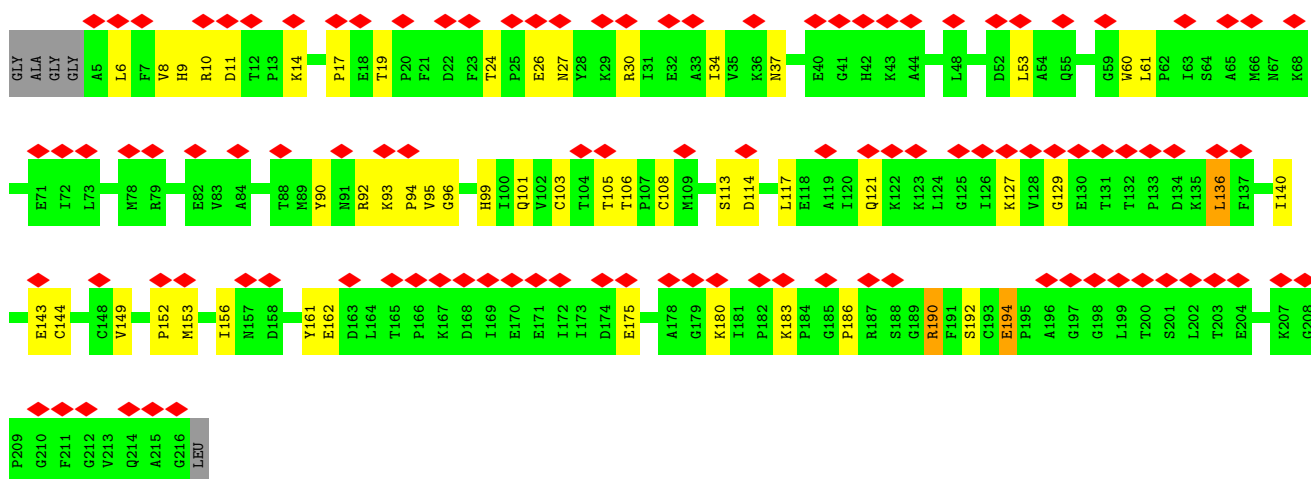 GLY ALA GLY GLY A5 L6 F7 V8 H9 R10 D11 T12 P13 K14 P17 E18 T19 P20 F21 D22 F23 T24 P25 E26 N27 Y28 K29 R30 I31 E32 A33 I34 V35 K36 N37 E40 G41 H42 K43 A44 L48 D52 L53 A54 Q55 G59 W60 L61 P62 I63 S64 A65 M66 N67 K68
E71 I72 L73 M78 R79 E82 V83 A84 T88 M89 Y90 N91 R92 K93 P94 V95 G96 H99 I100 Q101 V102 C103 T104 T105 T106 P107 C108 M109 S113 D114 L117 E118 A119 I120 Q121 K122 K123 L124 G125 I126 K127 V128 G129 E130 T131 T132 P133 D134 K135 L136 F137 I140
E143 C144 C148 V149 P152 M153 I156 N157 D158 Y161 E162 D163 L164 T165 P166 K167 D168 I169 E170 E171 I172 I173 D174 E175 A178 G179 K180 I181 P182 K183 P184 G185 P186 R187 S188 G189 R190 F191 S192 C193 E194 P195 A196 G197 G198 L199 T200 S201 L202 T203 E204 K207 G208
P209 G210 F211 G212 V213 Q214 A215 G216 LEU